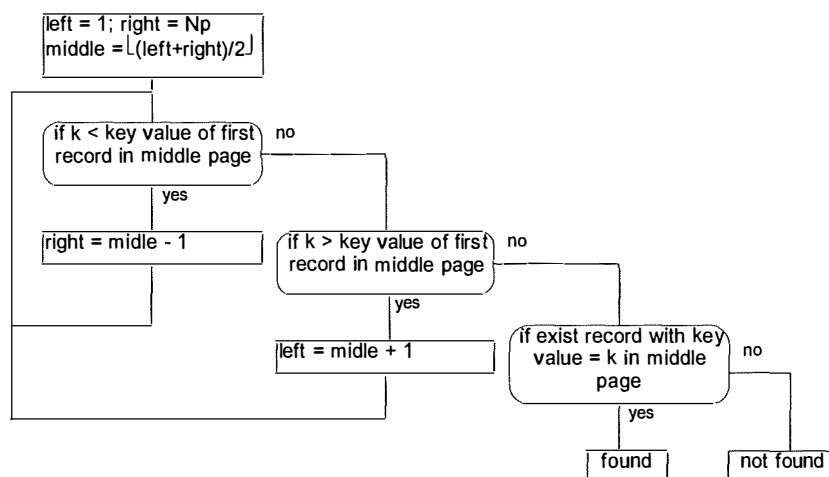 left = 1; right = Np
middle = ⌊(left+right)/2⌋
if k < key value of first
record in middle page
no
yes
right = midle - 1
if k > key value of first
record in middle page
no
yes
left = midle + 1
if exist record with key
value = k in middle
page
no
yes
found
not found